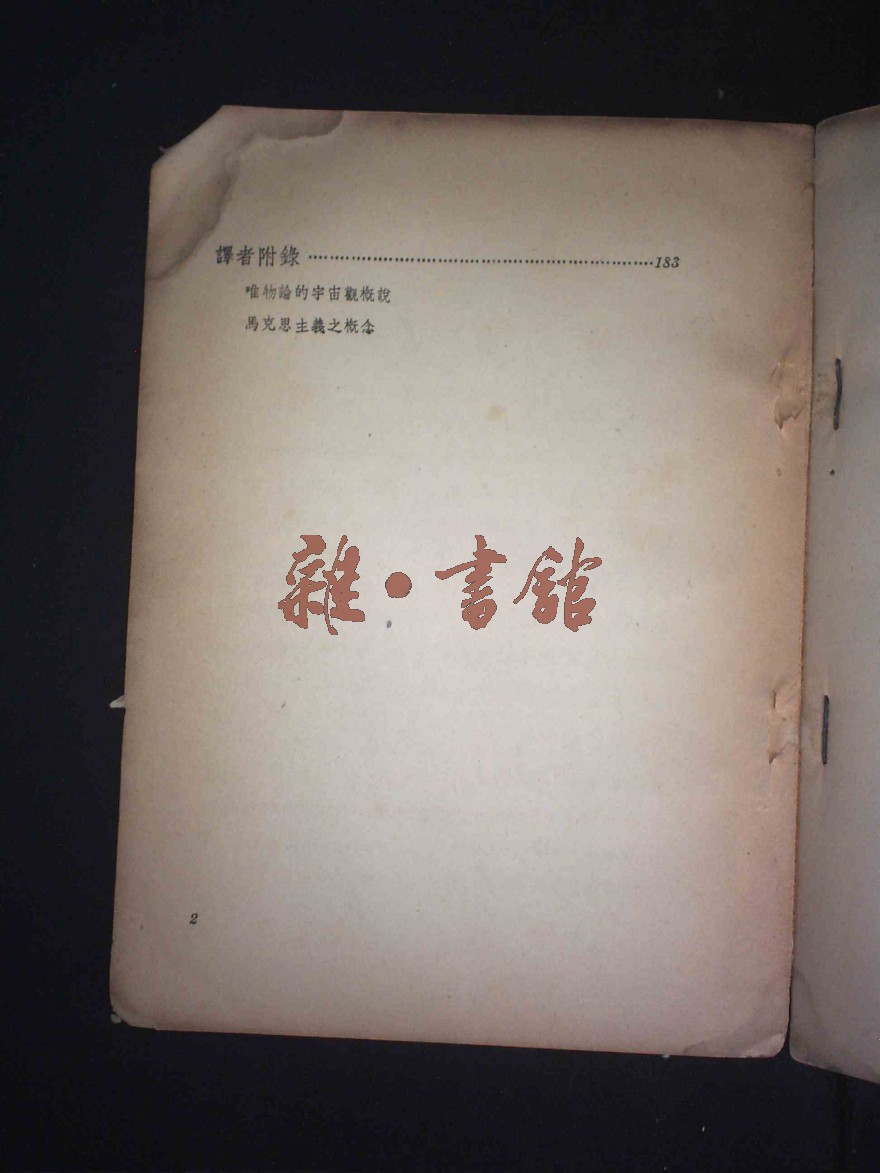 譯者附錄………………………………………………………183
唯物論的宇宙觀概說
馬克思主義之概念
雜·書館
2